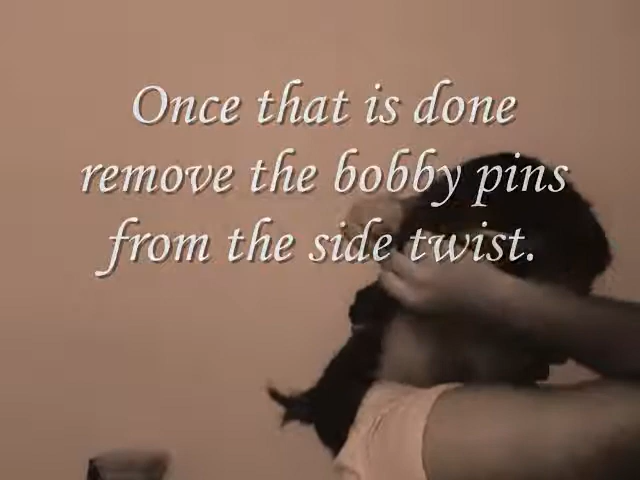 Once that is done
remove the bobby pins
from the side twist.